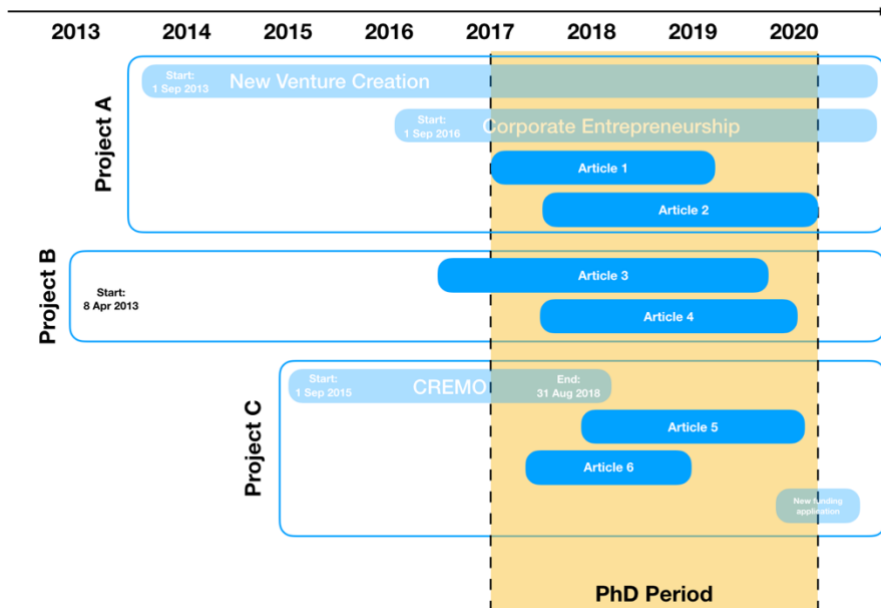 2013 2014 2015 2016 2017 2018 2019 2020
Project A
Start:
1 Sep 2013
New Venture Creation
Start:
1 Sep 2016
Corporate Entrepreneurship
Article 1
Article 2
Project B
Start:
8 Apr 2013
Article 3
Article 4
Project C
Start:
1 Sep 2015
CREMO
End:
31 Aug 2018
Article 5
Article 6
New funding
application
PhD Period